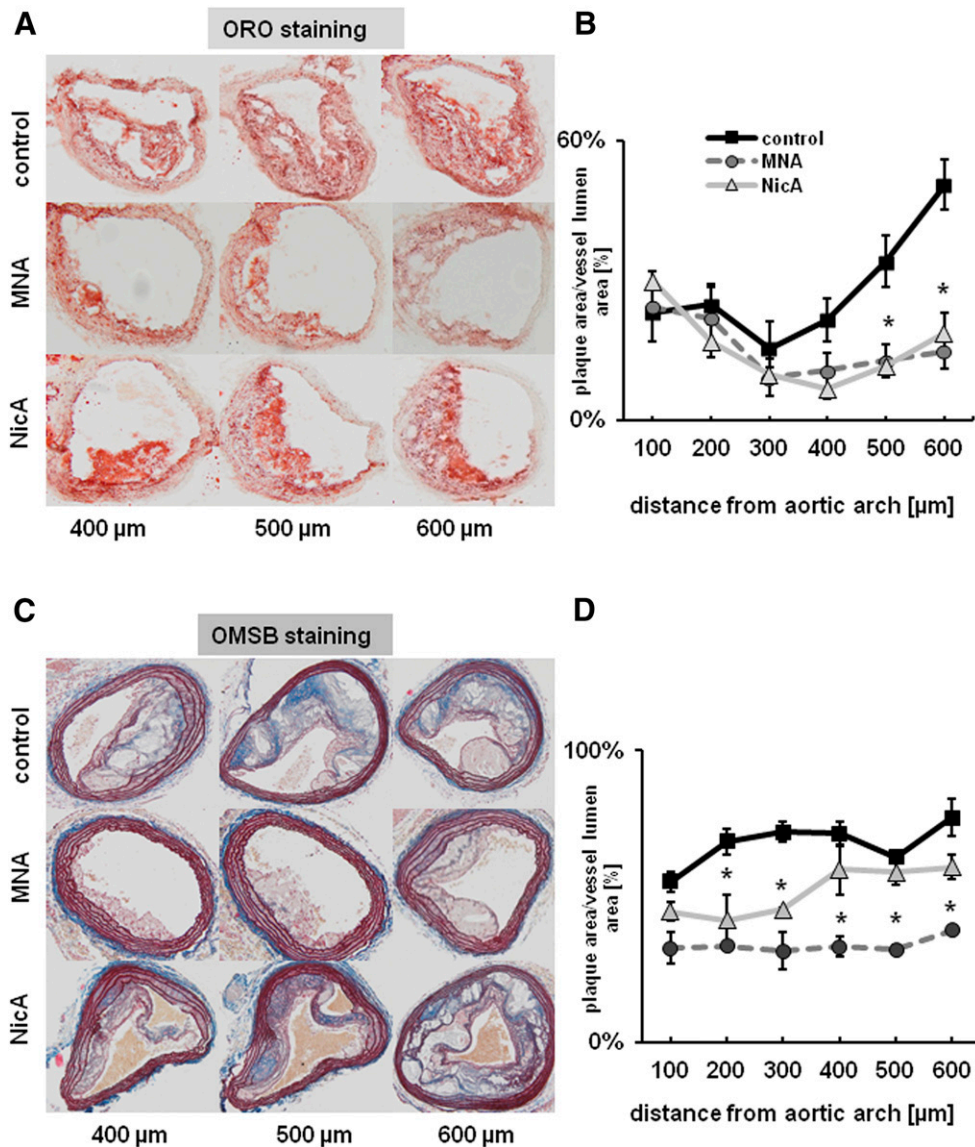 A
ORO staining
control
MNA
NicA
400 µm
500 µm
600 µm
B
60%
0%
plaque area/vessel lumen
area [%]
control
MNA
NicA
*
*
100 200 300 400 500 600
distance from aortic arch [µm]
C
OMSB staining
control
MNA
NicA
400 µm
500 µm
600 µm
D
100%
0%
plaque area/vessel lumen
area [%]
*
*
*
*
*
100 200 300 400 500 600
distance from aortic arch [µm]